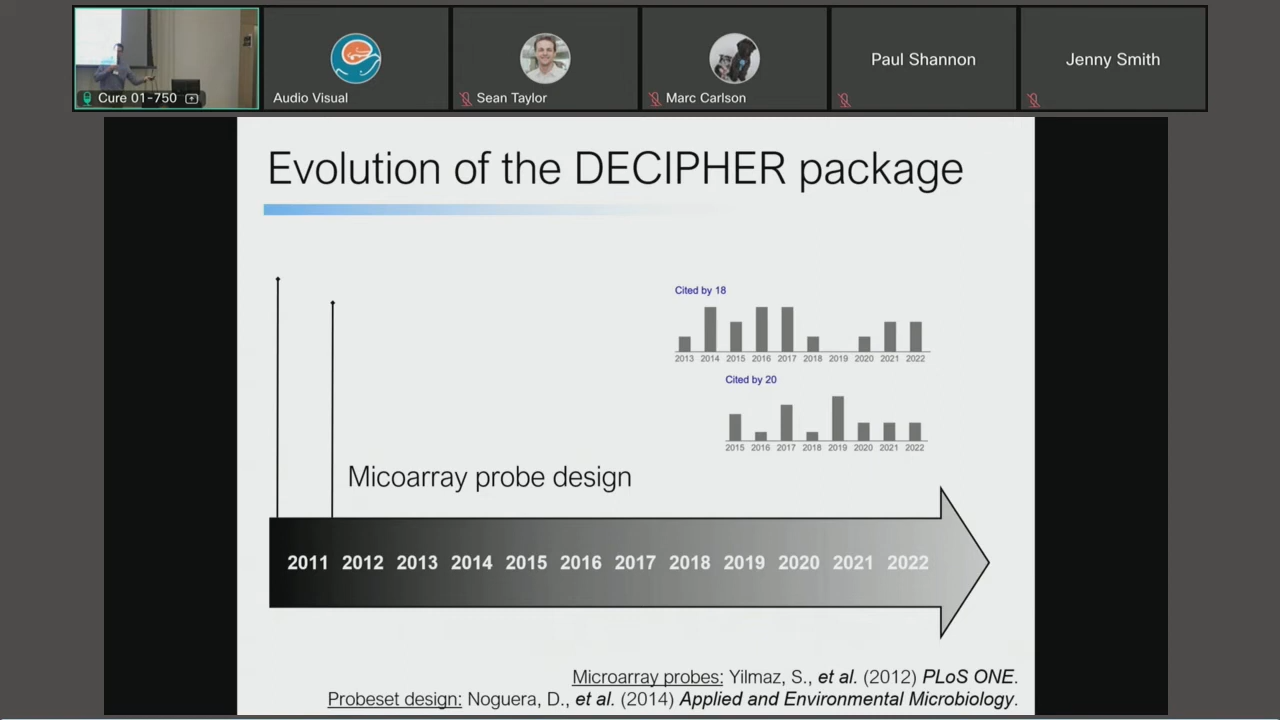 Cure 01-750
Audio Visual
Sean Taylor
Marc Carlson
Paul Shannon
Jenny Smith
Evolution of the DECIPHER package
Cited by 18
2013 2014 2015 2016 2017 2018 2019 2020 2021 2022
Cited by 20
2015 2016 2017 2018 2019 2020 2021 2022
Micoarray probe design
2011 2012 2013 2014 2015 2016 2017 2018 2019 2020 2021 2022
Microarray probes: Yilmaz, S., et al. (2012) PLoS ONE.
Probeset design: Noguera, D., et al. (2014) Applied and Environmental Microbiology.